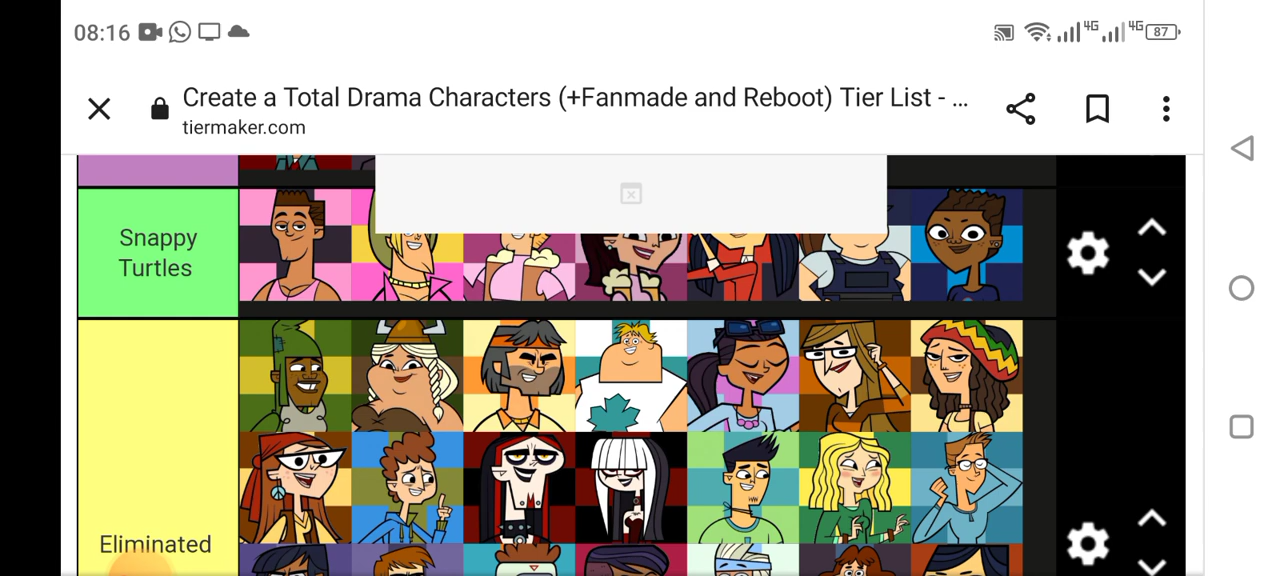 08:16
4G
4G
87
Create a Total Drama Characters (+Fanmade and Reboot) Tier List - ...
tiermaker.com
Snappy
Turtles
Eliminated